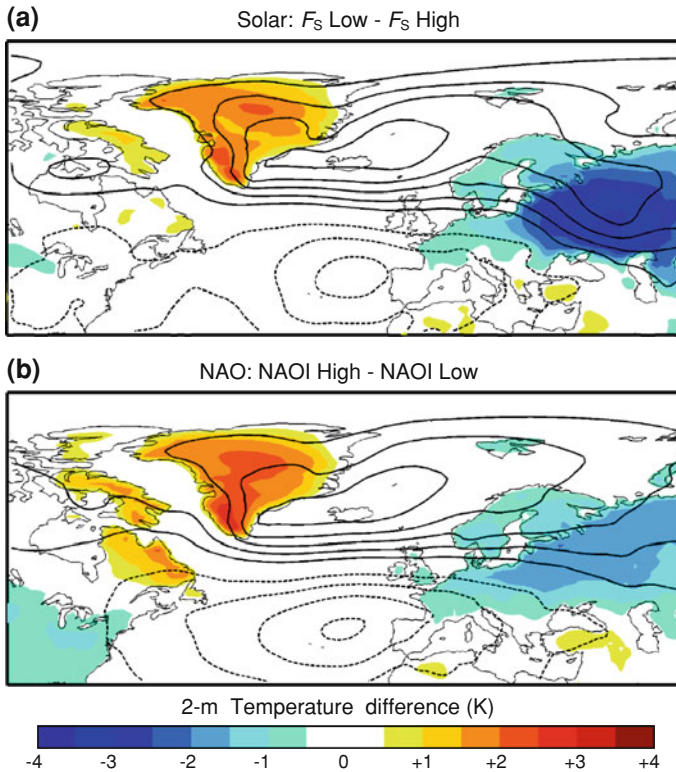 (a)
Solar: FS Low - FS High
(b)
NAO: NAOI High - NAOI Low
2-m Temperature difference (K)
-4 -3 -2 -1 0 +1 +2 +3 +4